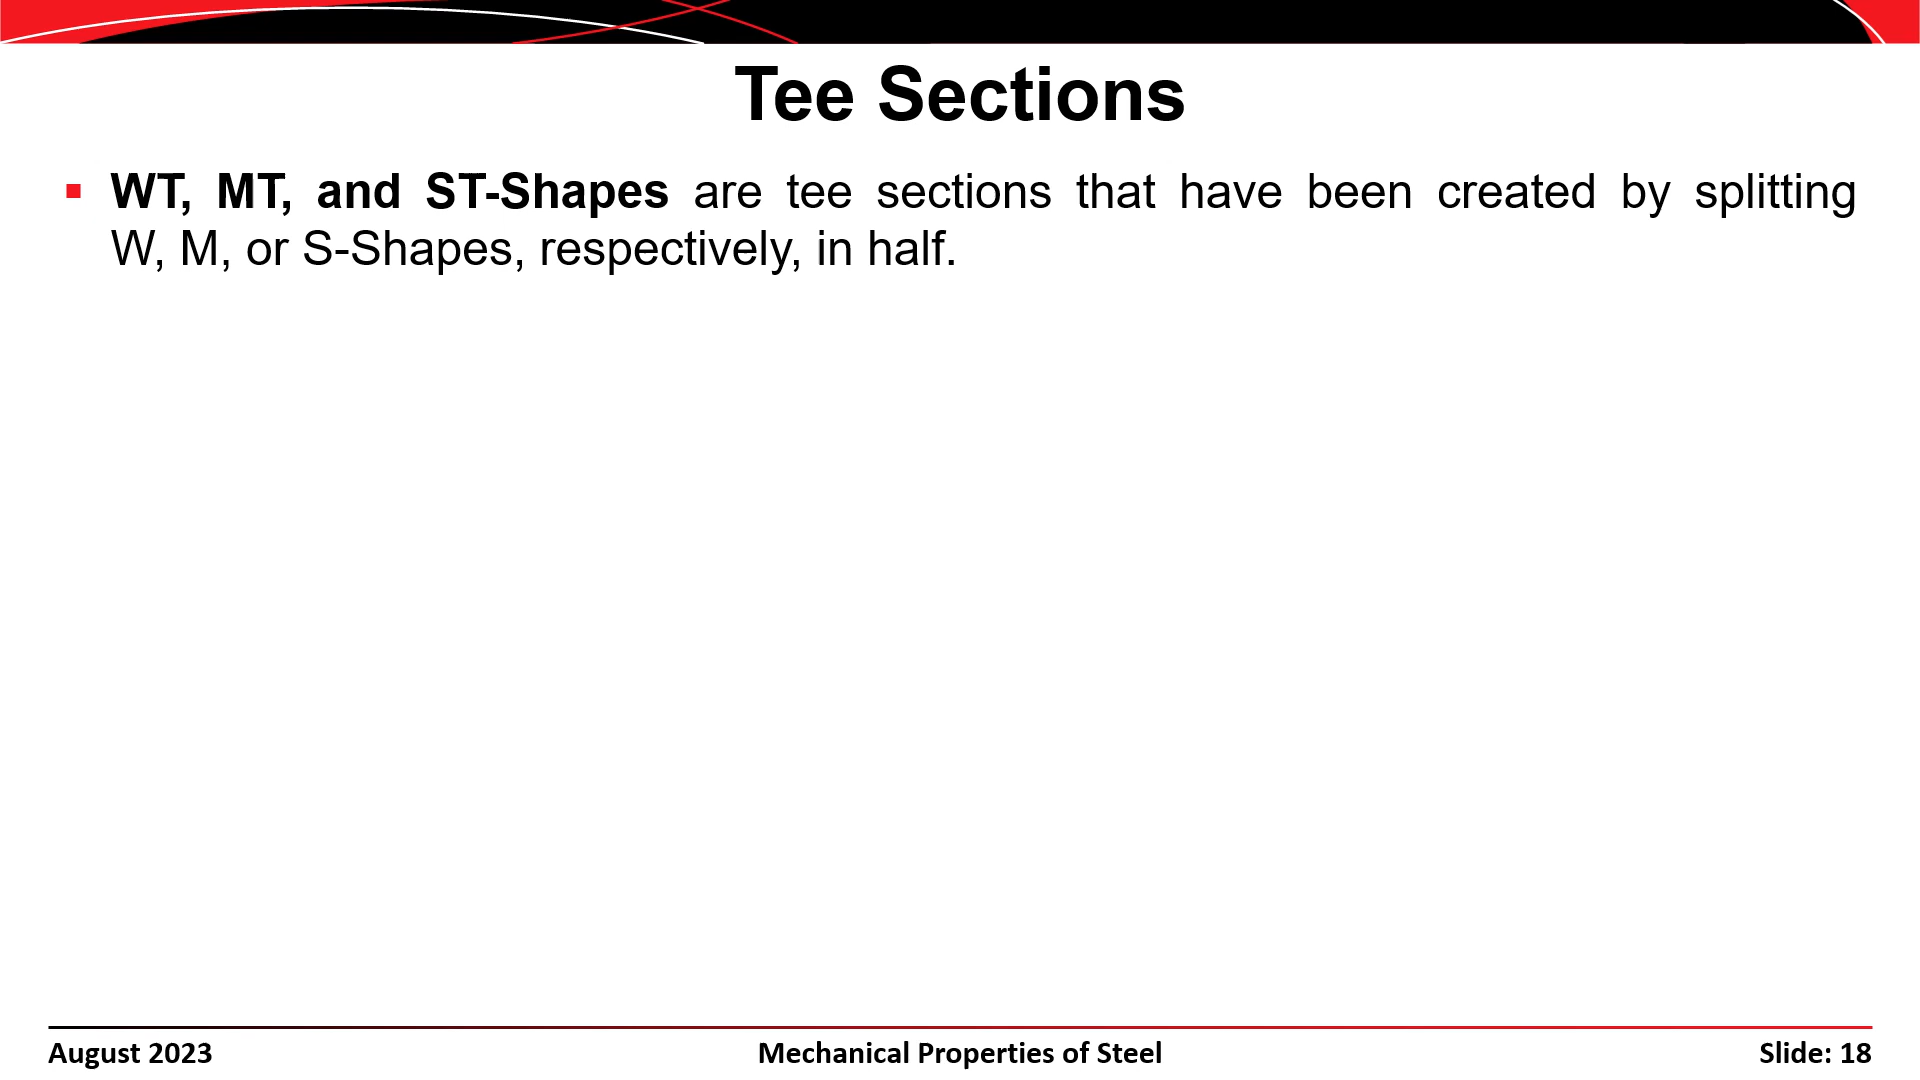 Tee Sections
WT, MT, and ST-Shapes are tee sections that have been created by splitting
W, M, or S-Shapes, respectively, in half.
August 2023
Mechanical Properties of Steel
Slide: 18